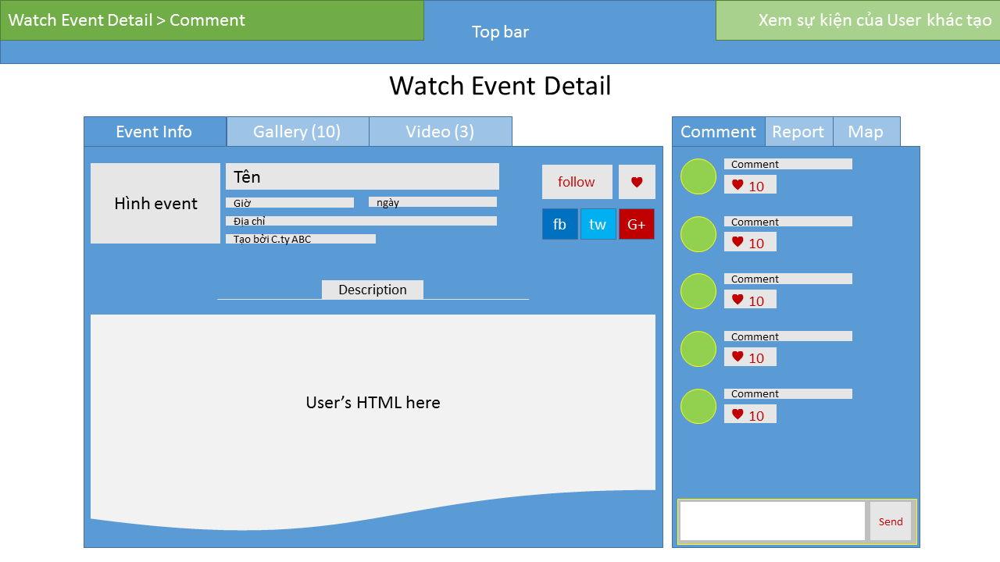 Watch Event Detail > Comment
Top bar
Xem sự kiện của User khác tạo
Watch Event Detail
Event Info
Gallery (10)
Video (3)
Hình event
Tên
Giờ
ngày
Địa chỉ
Tạo bởi C.ty ABC
follow
fb
tw
G+
Description
User’s HTML here
Comment
Report
Map
Comment
10
Comment
10
Comment
10
Comment
10
Comment
10
Send